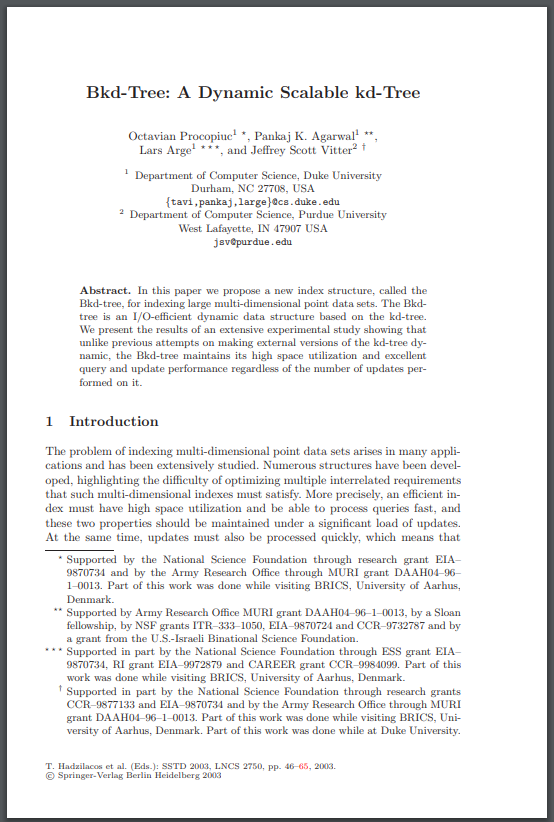 Bkd-Tree: A Dynamic Scalable kd-Tree
Octavian Procopiuc1 *, Pankaj K. Agarwal1 **,
Lars Arge1 ***, and Jeffrey Scott Vitter2 †
1 Department of Computer Science, Duke University
Durham, NC 27708, USA
{tavi,pankaj,large}@cs.duke.edu
2 Department of Computer Science, Purdue University
West Lafayette, IN 47907 USA
jsv@purdue.edu
Abstract. In this paper we propose a new index structure, called the
Bkd-tree, for indexing large multi-dimensional point data sets. The Bkd-
tree is an I/O-efficient dynamic data structure based on the kd-tree.
We present the results of an extensive experimental study showing that
unlike previous attempts on making external versions of the kd-tree dy-
namic, the Bkd-tree maintains its high space utilization and excellent
query and update performance regardless of the number of updates per-
formed on it.
1 Introduction
The problem of indexing multi-dimensional point data sets arises in many appli-
cations and has been extensively studied. Numerous structures have been devel-
oped, highlighting the difficulty of optimizing multiple interrelated requirements
that such multi-dimensional indexes must satisfy. More precisely, an efficient in-
dex must have high space utilization and be able to process queries fast, and
these two properties should be maintained under a significant load of updates.
At the same time, updates must also be processed quickly, which means that
* Supported by the National Science Foundation through research grant EIA–
9870734 and by the Army Research Office through MURI grant DAAH04–96–
1–0013. Part of this work was done while visiting BRICS, University of Aarhus,
Denmark.
** Supported by Army Research Office MURI grant DAAH04–96–1–0013, by a Sloan
fellowship, by NSF grants ITR–333–1050, EIA–9870724 and CCR–9732787 and by
a grant from the U.S.-Israeli Binational Science Foundation.
*** Supported in part by the National Science Foundation through ESS grant EIA–
9870734, RI grant EIA–9972879 and CAREER grant CCR–9984099. Part of this
work was done while visiting BRICS, University of Aarhus, Denmark.
† Supported in part by the National Science Foundation through research grants
CCR–9877133 and EIA–9870734 and by the Army Research Office through MURI
grant DAAH04–96–1–0013. Part of this work was done while visiting BRICS, Uni-
versity of Aarhus, Denmark. Part of this work was done while at Duke University.
T. Hadzilacos et al. (Eds.): SSTD 2003, LNCS 2750, pp. 46–65, 2003.
© Springer-Verlag Berlin Heidelberg 2003